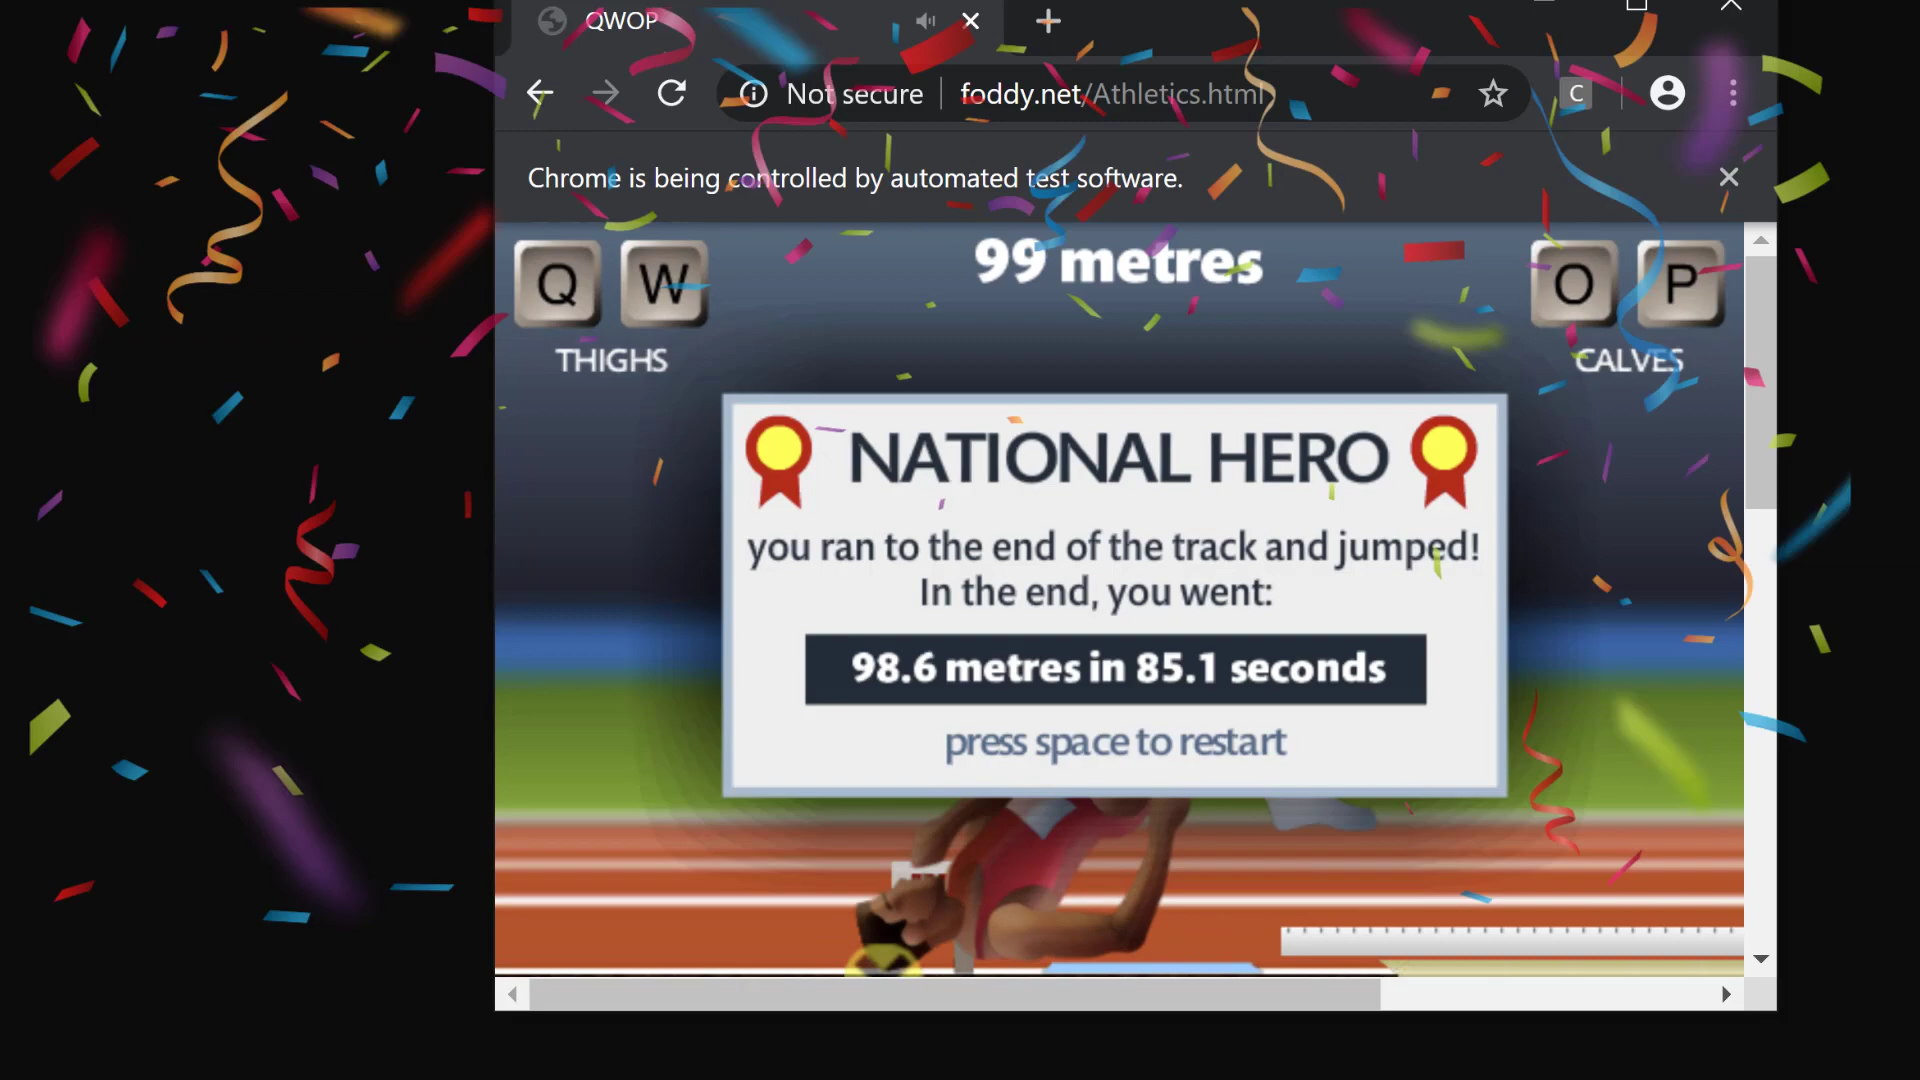 QWOP
Not secure
foddy.net/Athletics.html
C
Chrome is being controlled by automated test software.
Q W
99 metres
O P
THIGHS
CALVES
NATIONAL HERO
you ran to the end of the track and jumped!
In the end, you went:
98.6 metres in 85.1 seconds
press space to restart